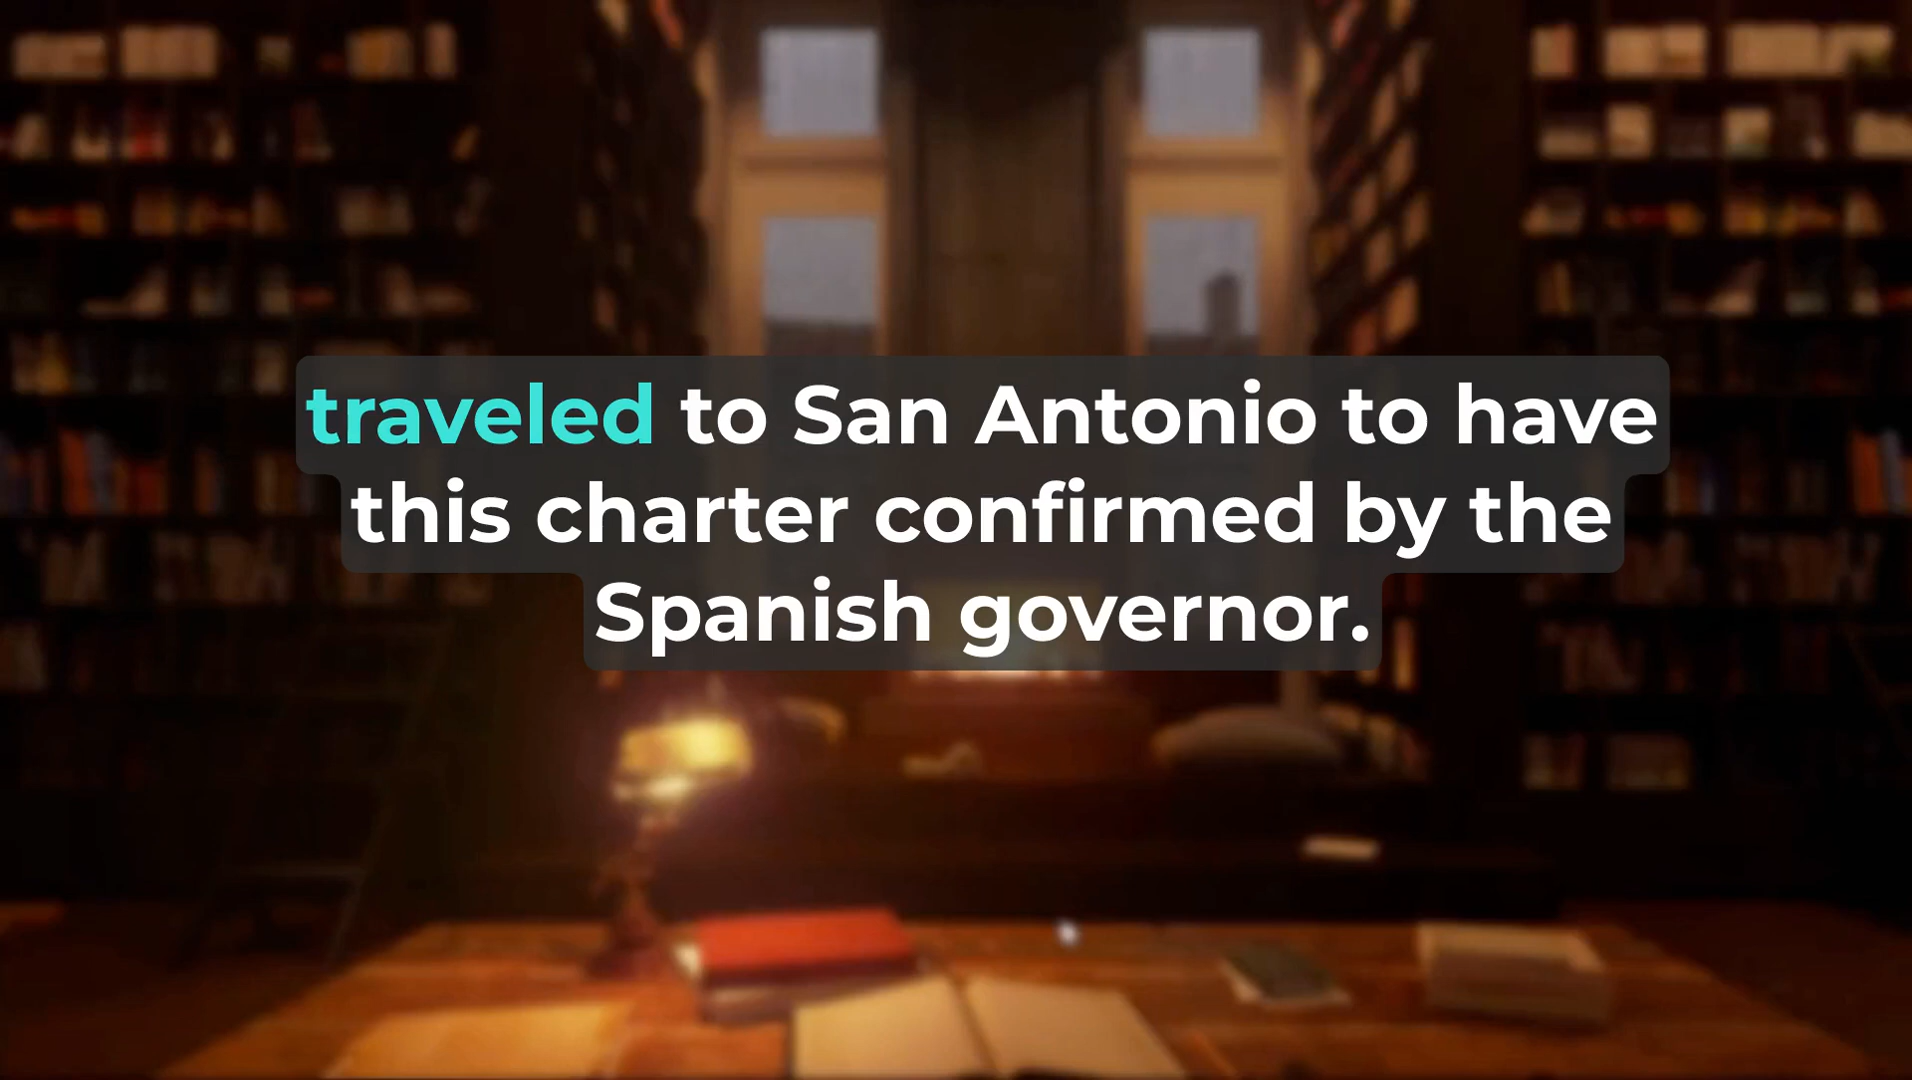 traveled to San Antonio to have
this charter confirmed by the
Spanish governor.